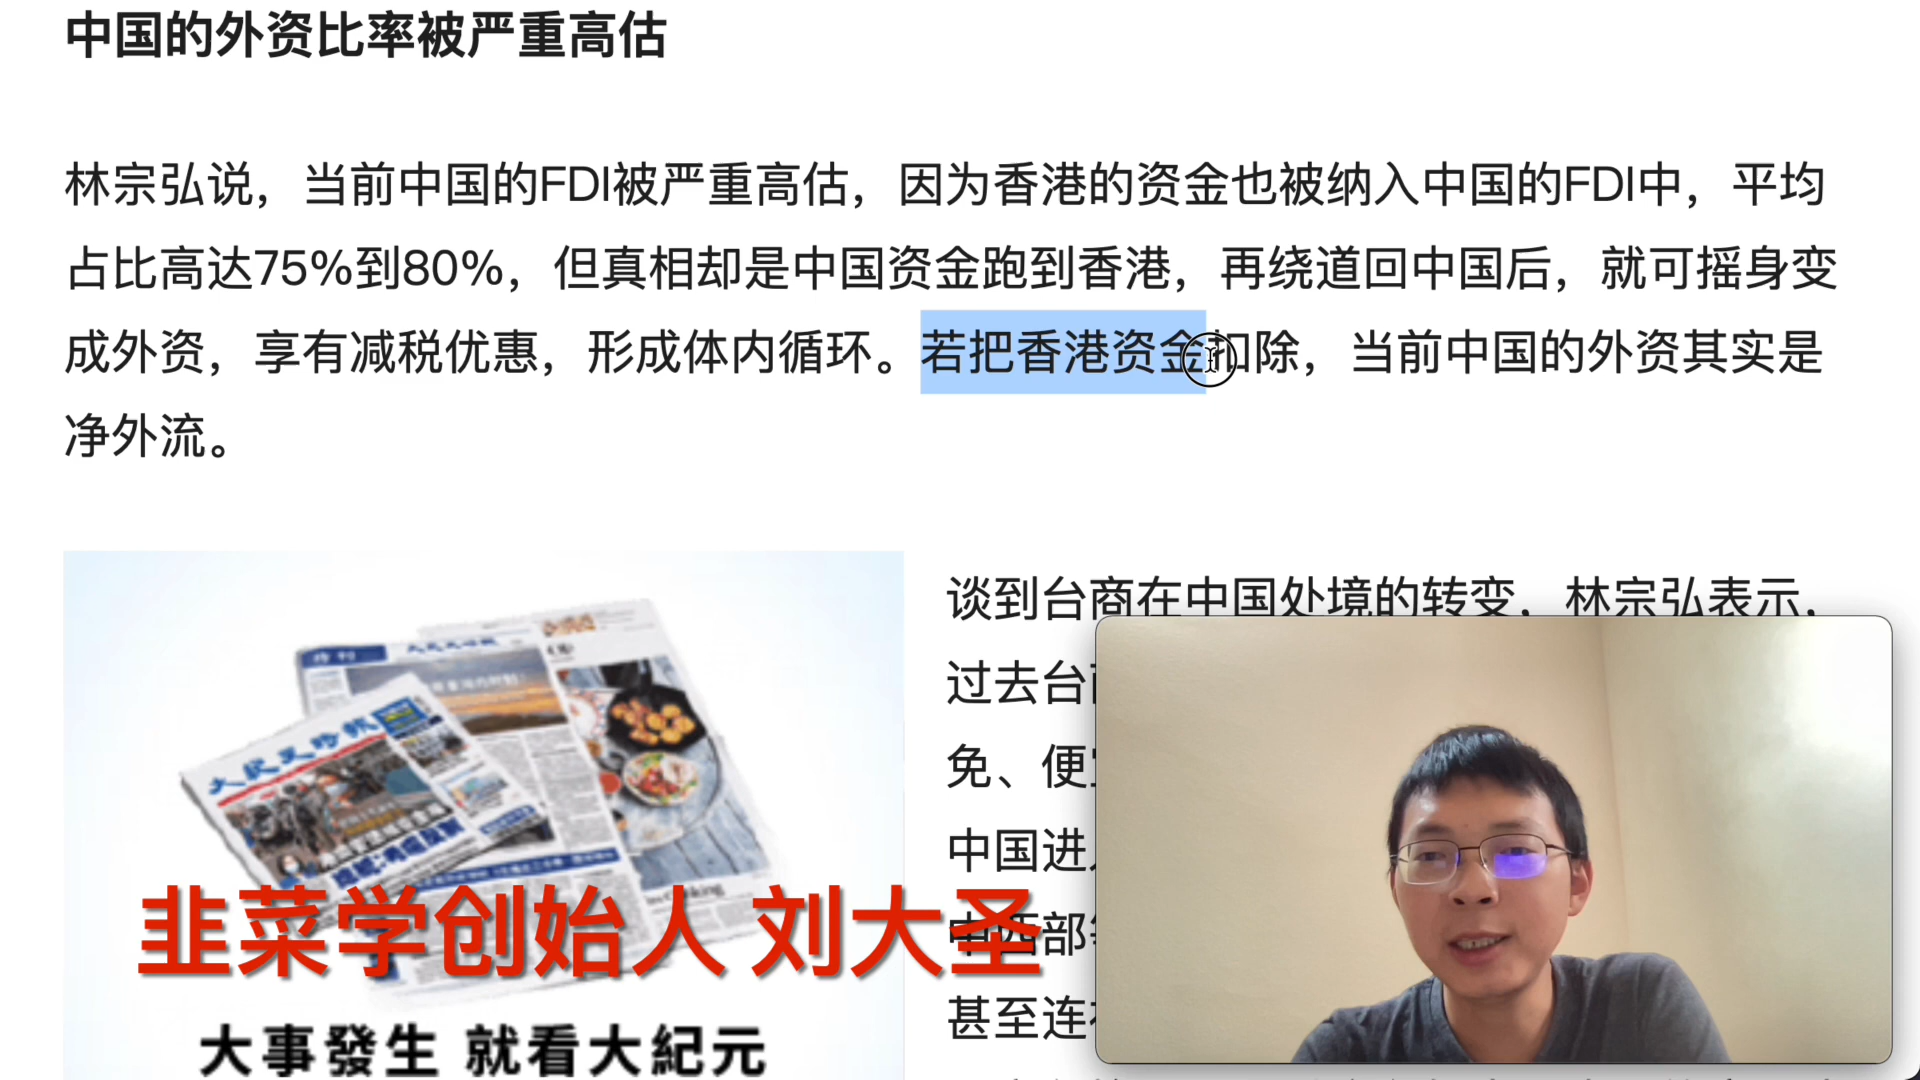 中国的外资比率被严重高估
林宗弘说，当前中国的FDI被严重高估，因为香港的资金也被纳入中国的FDI中，平均
占比高达75%到80%，但真相却是中国资金跑到香港，再绕道回中国后，就可摇身变
成外资，享有减税优惠，形成体内循环。若把香港资金扣除，当前中国的外资其实是
净外流。
谈到台商在中国处境的转变，林宗弘表示，
过去台
免、便
中国进
中西部
甚至连
韭菜学创始人 刘大圣
大事發生 就看大紀元